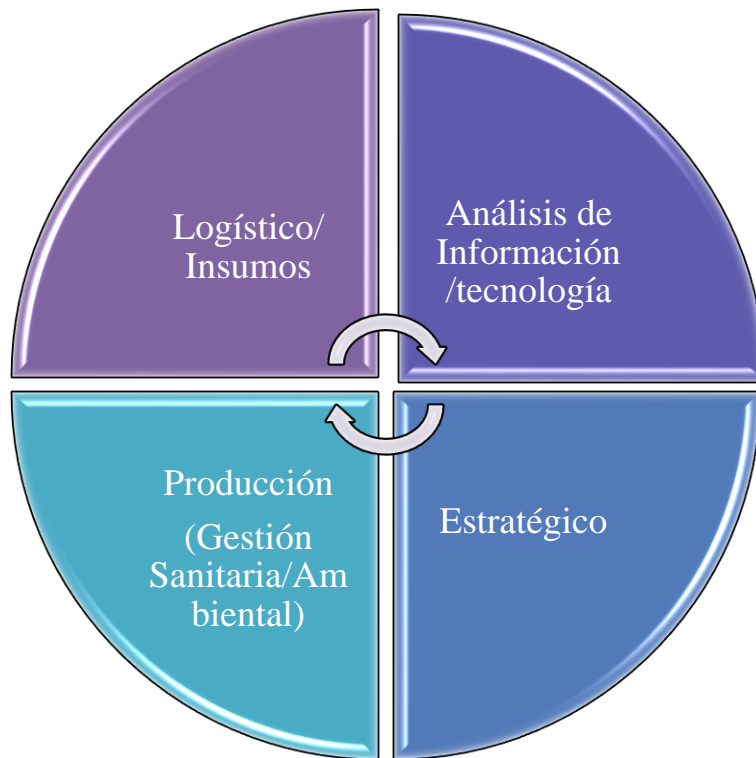 Logístico/
Insumos
Análisis de
Información
/tecnología
Producción
(Gestión
Sanitaria/Am
biental)
Estratégico